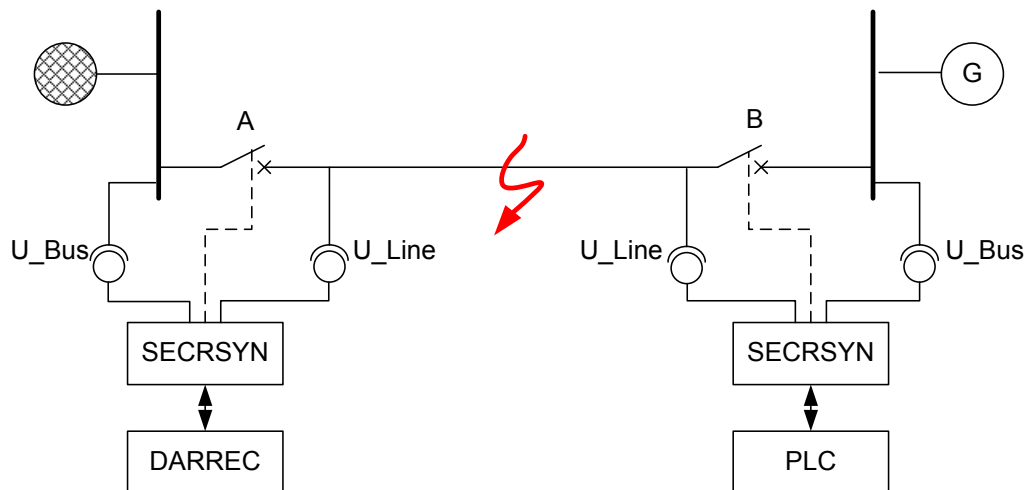 G
A
B
U_Bus
U_Line
U_Line
U_Bus
SECRSYN
SECRSYN
DARREC
PLC